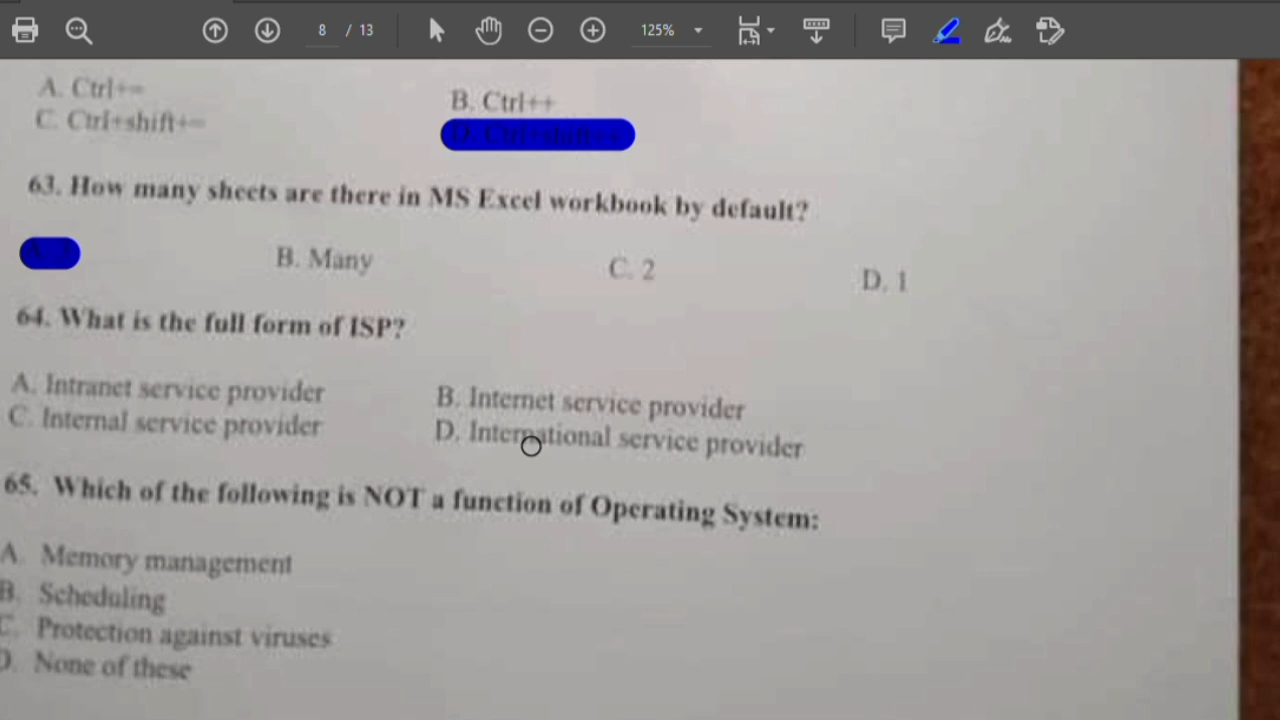 8 / 13 125%
A. Ctrl+= B. Ctrl++
C. Ctrl+shift+= D. Ctrl+shift++
63. How many sheets are there in MS Excel workbook by default?
A. B. Many C. 2 D. 1
64. What is the full form of ISP?
A. Intranet service provider B. Internet service provider
C. Internal service provider D. International service provider
65. Which of the following is NOT a function of Operating System:
A. Memory management
B. Scheduling
C. Protection against viruses
D. None of these